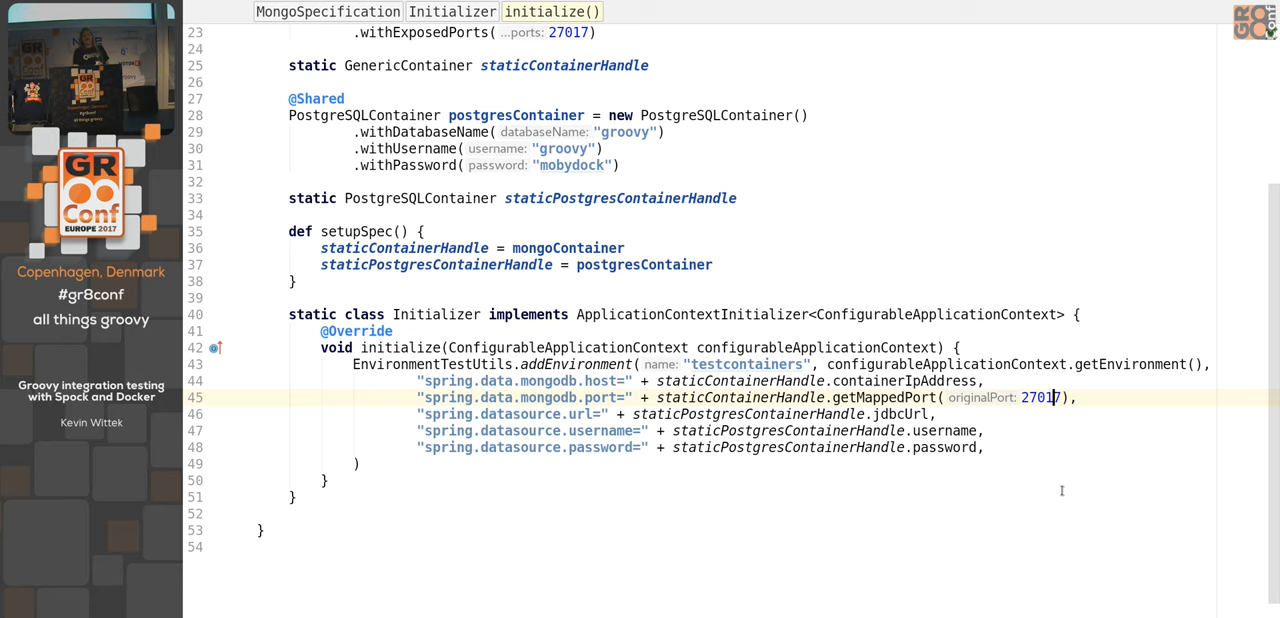 MongoSpecification Initializer initialize()
23 .withExposedPorts( ...ports: 27017)
24
25 static GenericContainer staticContainerHandle
26
27 @Shared
28 PostgreSQLContainer postgresContainer = new PostgreSQLContainer()
29 .withDatabaseName( databaseName: "groovy")
30 .withUsername( username: "groovy")
31 .withPassword( password: "mobydock")
32
33 static PostgreSQLContainer staticPostgresContainerHandle
34
35 def setupSpec() {
36 staticContainerHandle = mongoContainer
37 staticPostgresContainerHandle = postgresContainer
38 }
39
40 static class Initializer implements ApplicationContextInitializer<ConfigurableApplicationContext> {
41 @Override
42 void initialize(ConfigurableApplicationContext configurableApplicationContext) {
43 EnvironmentTestUtils.addEnvironment( name: "testcontainers", configurableApplicationContext.getEnvironment(),
44 "spring.data.mongodb.host=" + staticContainerHandle.containerIpAddress,
45 "spring.data.mongodb.port=" + staticContainerHandle.getMappedPort( originalPort: 27017),
46 "spring.datasource.url=" + staticPostgresContainerHandle.jdbcUrl,
47 "spring.datasource.username=" + staticPostgresContainerHandle.username,
48 "spring.datasource.password=" + staticPostgresContainerHandle.password,
49 )
50 }
51 }
52
53 }
54
GR
Conf
EUROPE 2017
Copenhagen, Denmark
#gr8conf
all things groovy
Groovy integration testing
with Spock and Docker
Kevin Wittek